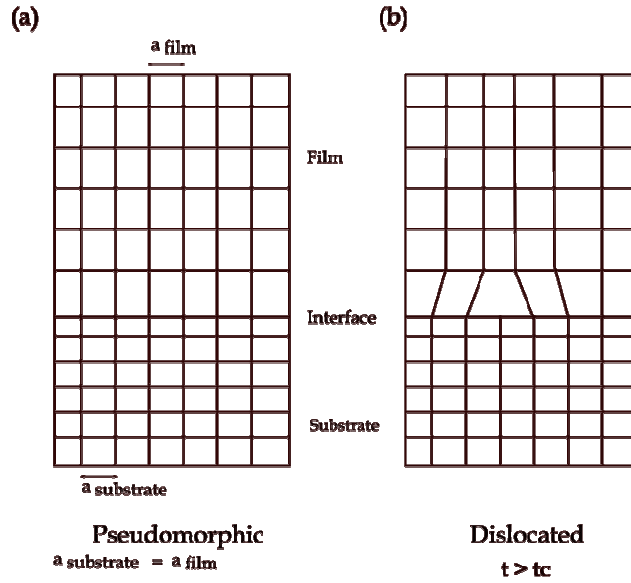 (a)
(b)
a film
Film
Interface
Substrate
a substrate
Pseudomorphic
a substrate = a film
Dislocated
t > tc